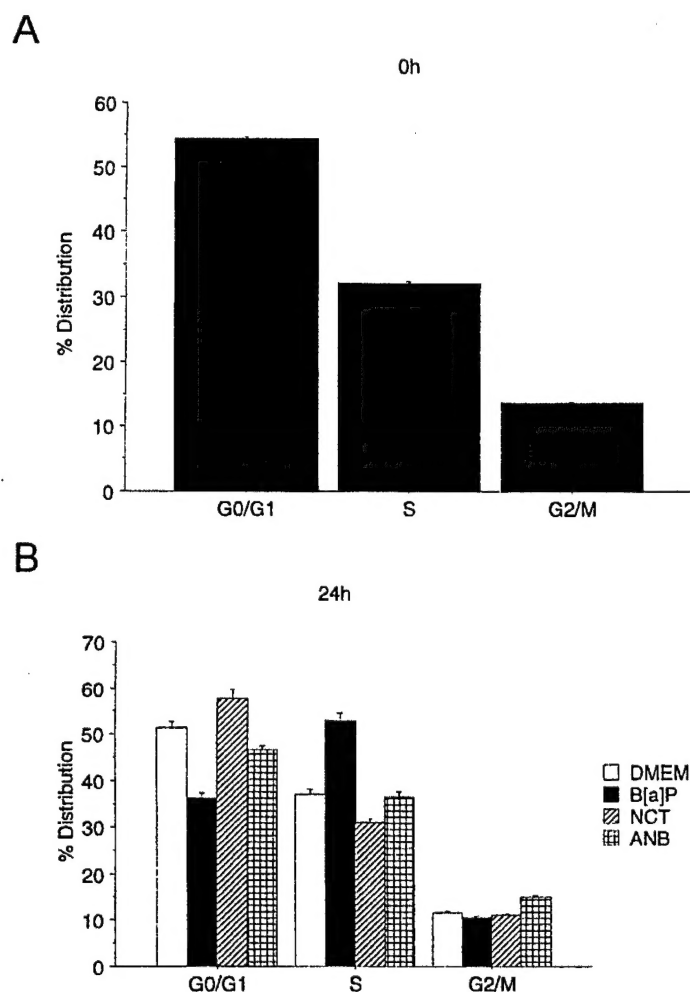 A
0h
60
50
40
30
20
10
0
% Distribution
G0/G1 S G2/M
B
24h
70
60
50
40
30
20
10
0
% Distribution
G0/G1 S G2/M
DMEM
B[a]P
NCT
ANB